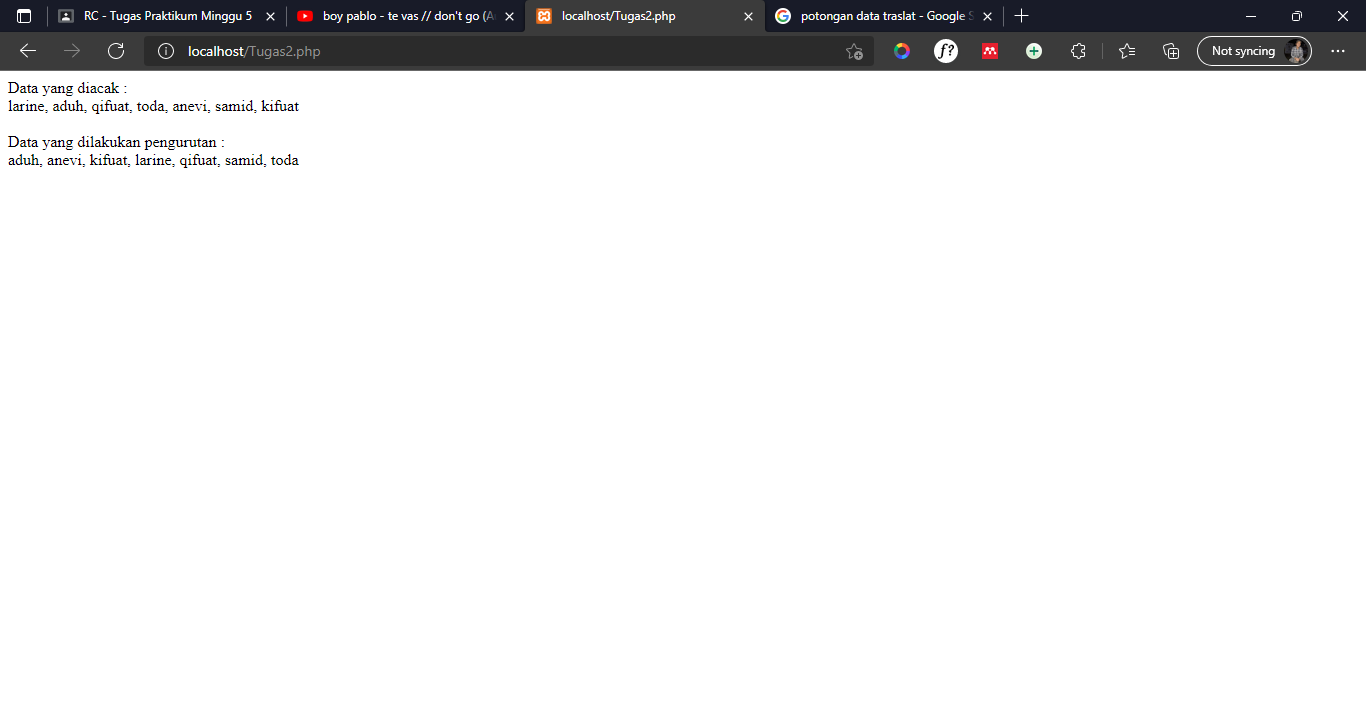 RC - Tugas Praktikum Minggu 5
boy pablo - te vas // don't go (A
localhost/Tugas2.php
potongan data traslat - Google S
localhost/Tugas2.php
f?
Not syncing
Data yang diacak :
larine, aduh, qifuat, toda, anevi, samid, kifuat
Data yang dilakukan pengurutan :
aduh, anevi, kifuat, larine, qifuat, samid, toda